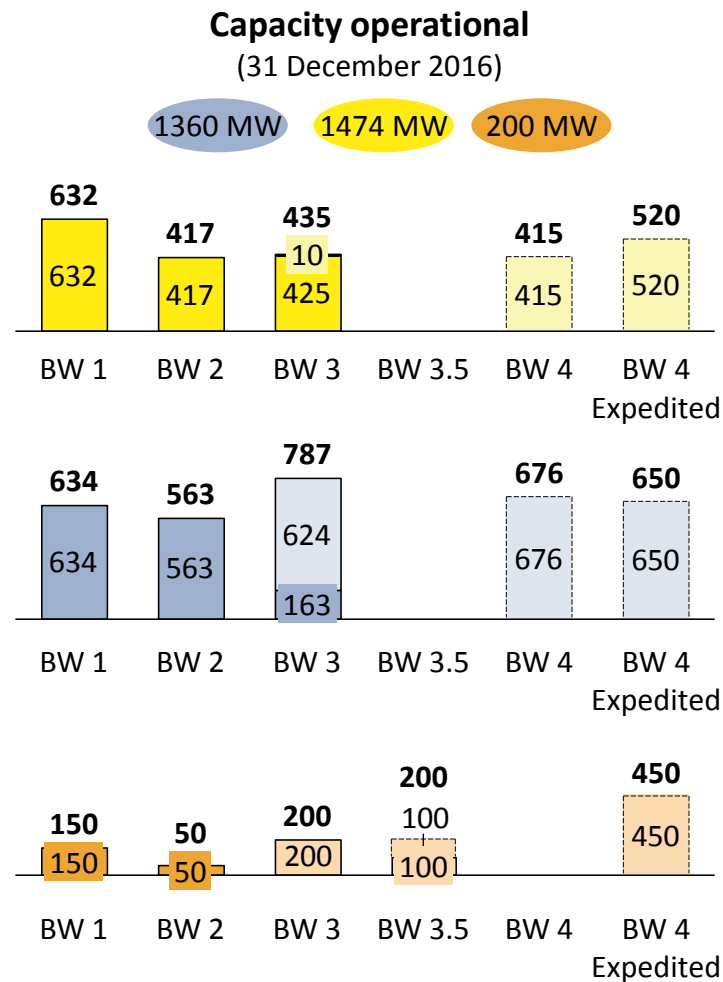 Capacity operational
(31 December 2016)
1360 MW 1474 MW 200 MW
632 417 435 415 520
10
632 417 425 415 520
BW 1 BW 2 BW 3 BW 3.5 BW 4 BW 4
Expedited
634 563 787 676 650
624
634 563 163 676 650
BW 1 BW 2 BW 3 BW 3.5 BW 4 BW 4
Expedited
150 50 200 200 450
100
150 50 200 100 450
BW 1 BW 2 BW 3 BW 3.5 BW 4 BW 4
Expedited